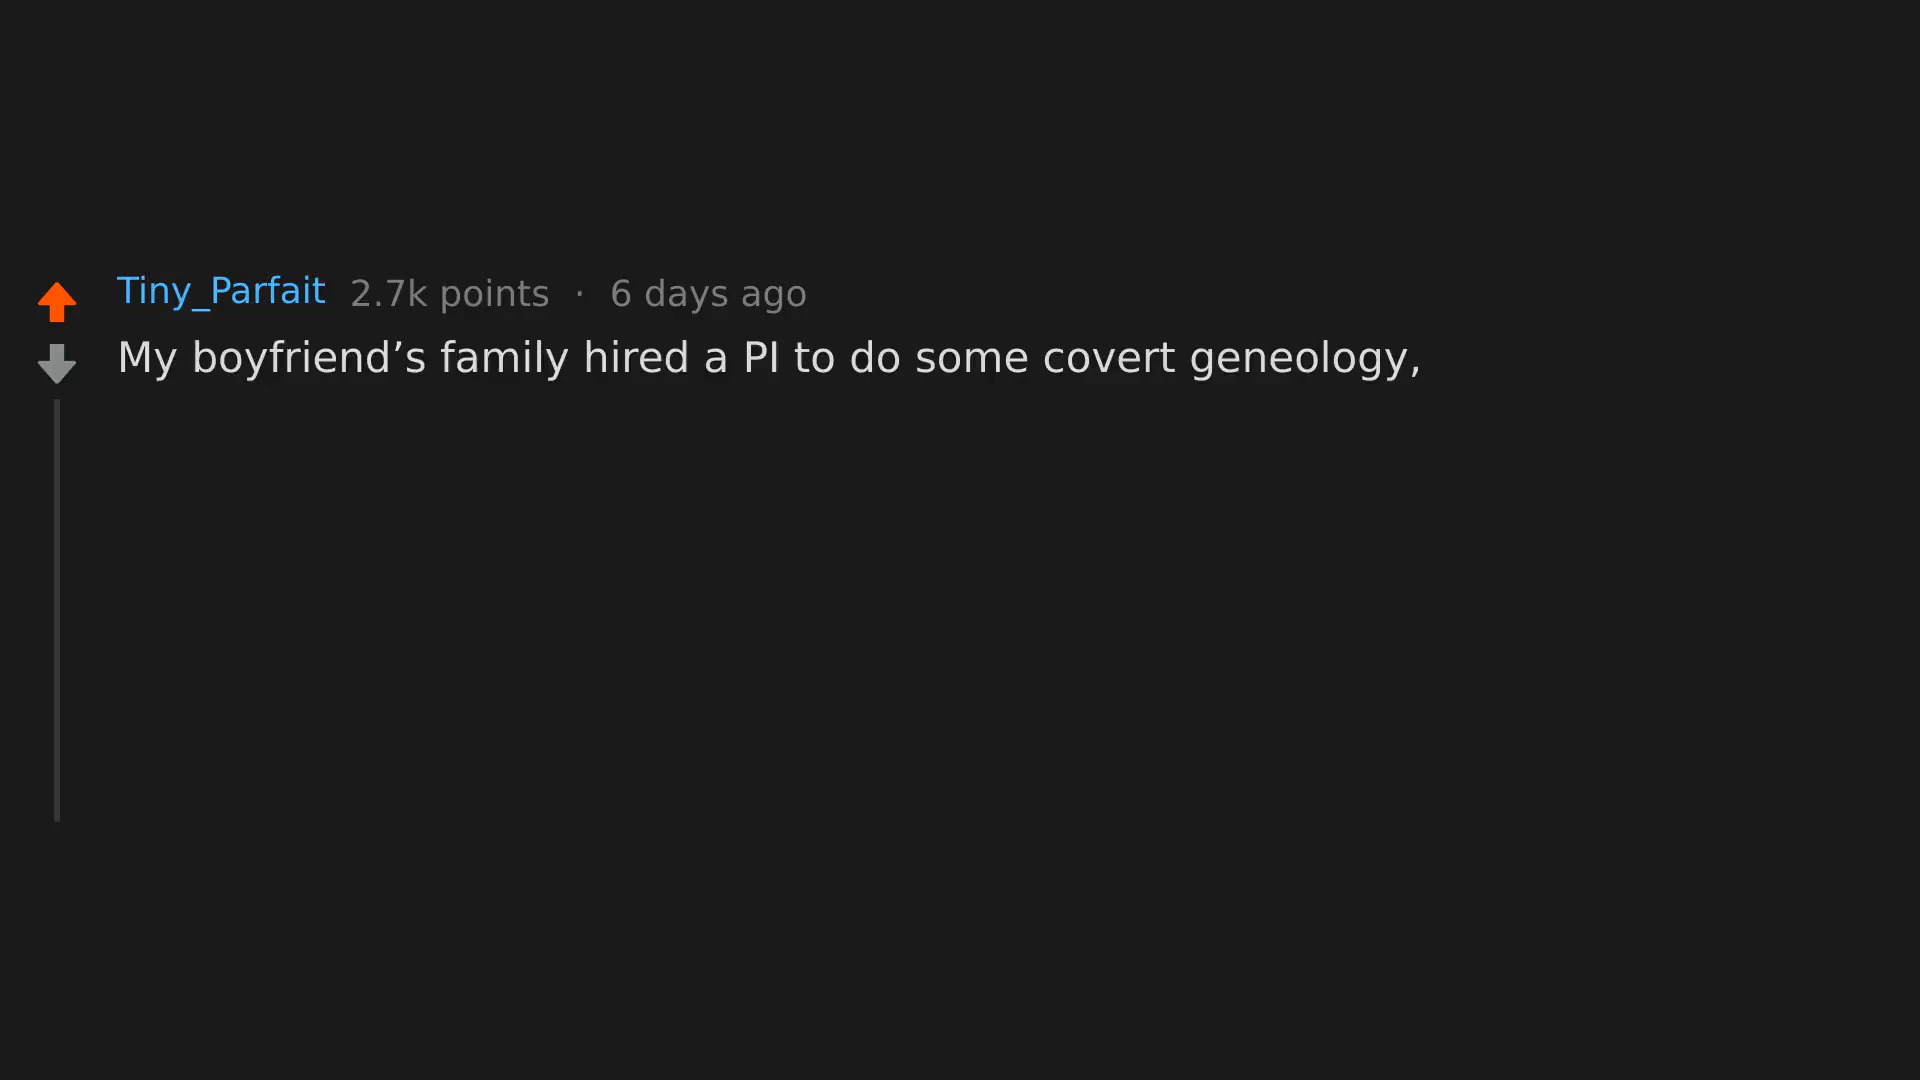 Tiny_Parfait 2.7k points · 6 days ago
My boyfriend’s family hired a PI to do some covert geneology,